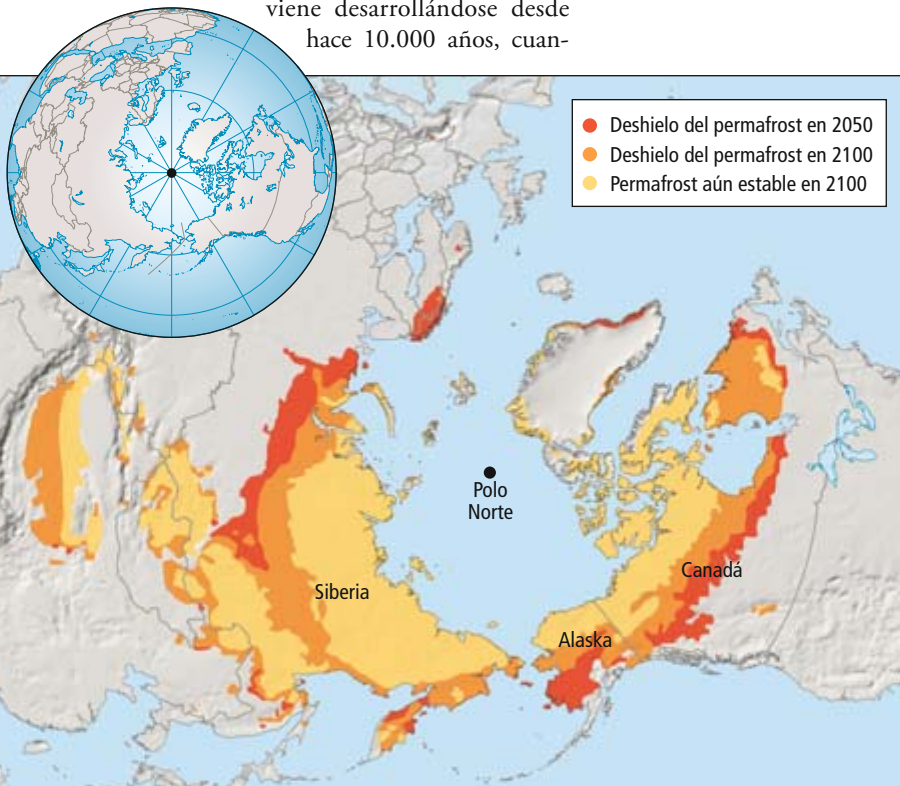 viene desarrollándose desde
hace 10.000 años, cuan-
Deshielo del permafrost en 2050
Deshielo del permafrost en 2100
Permafrost aún estable en 2100
Polo
Norte
Siberia
Canadá
Alaska